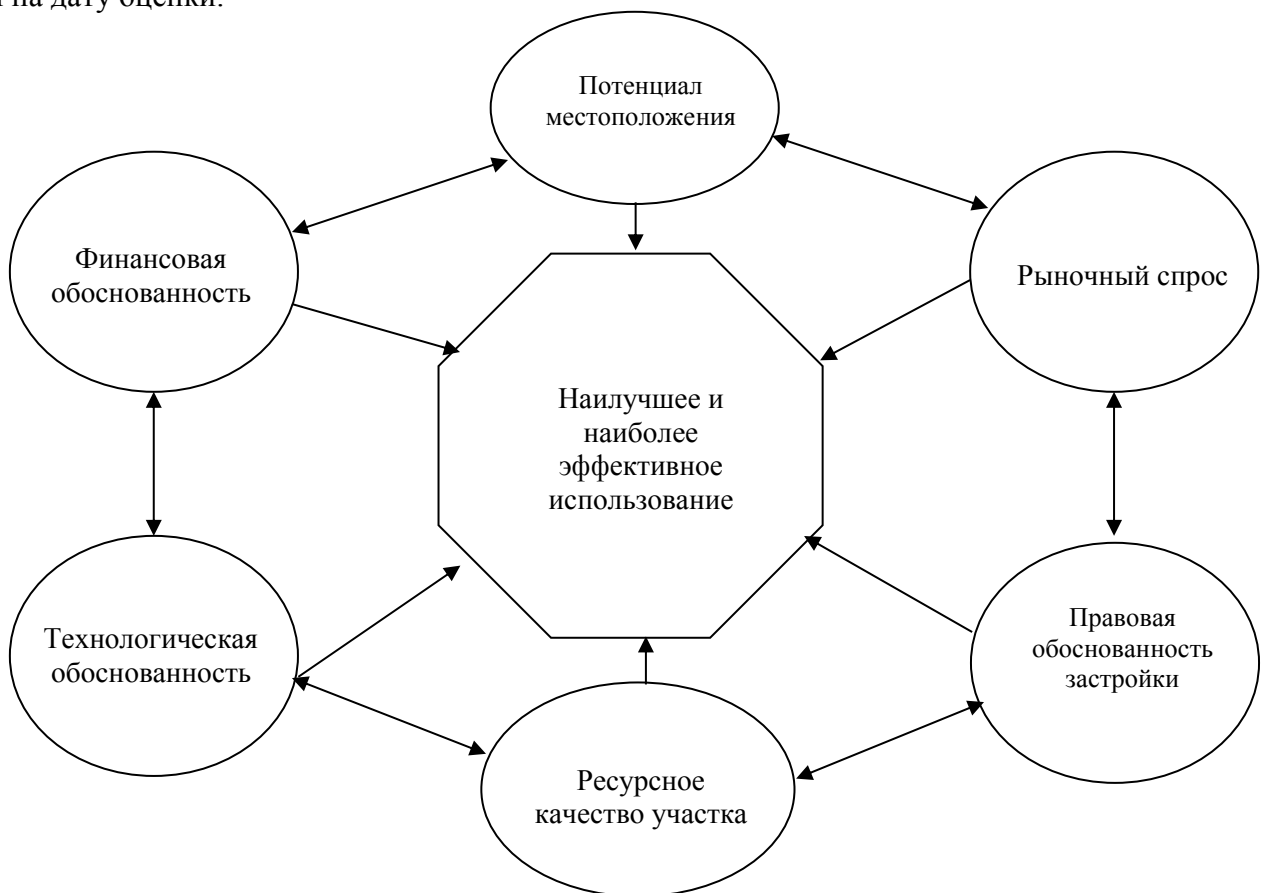 на дату оценки.
Потенциал
местоположения
Финансовая
обоснованность
Рыночный спрос
Наилучшее и
наиболее
эффективное
использование
Технологическая
обоснованность
Правовая
обоснованность
застройки
Ресурсное
качество участка